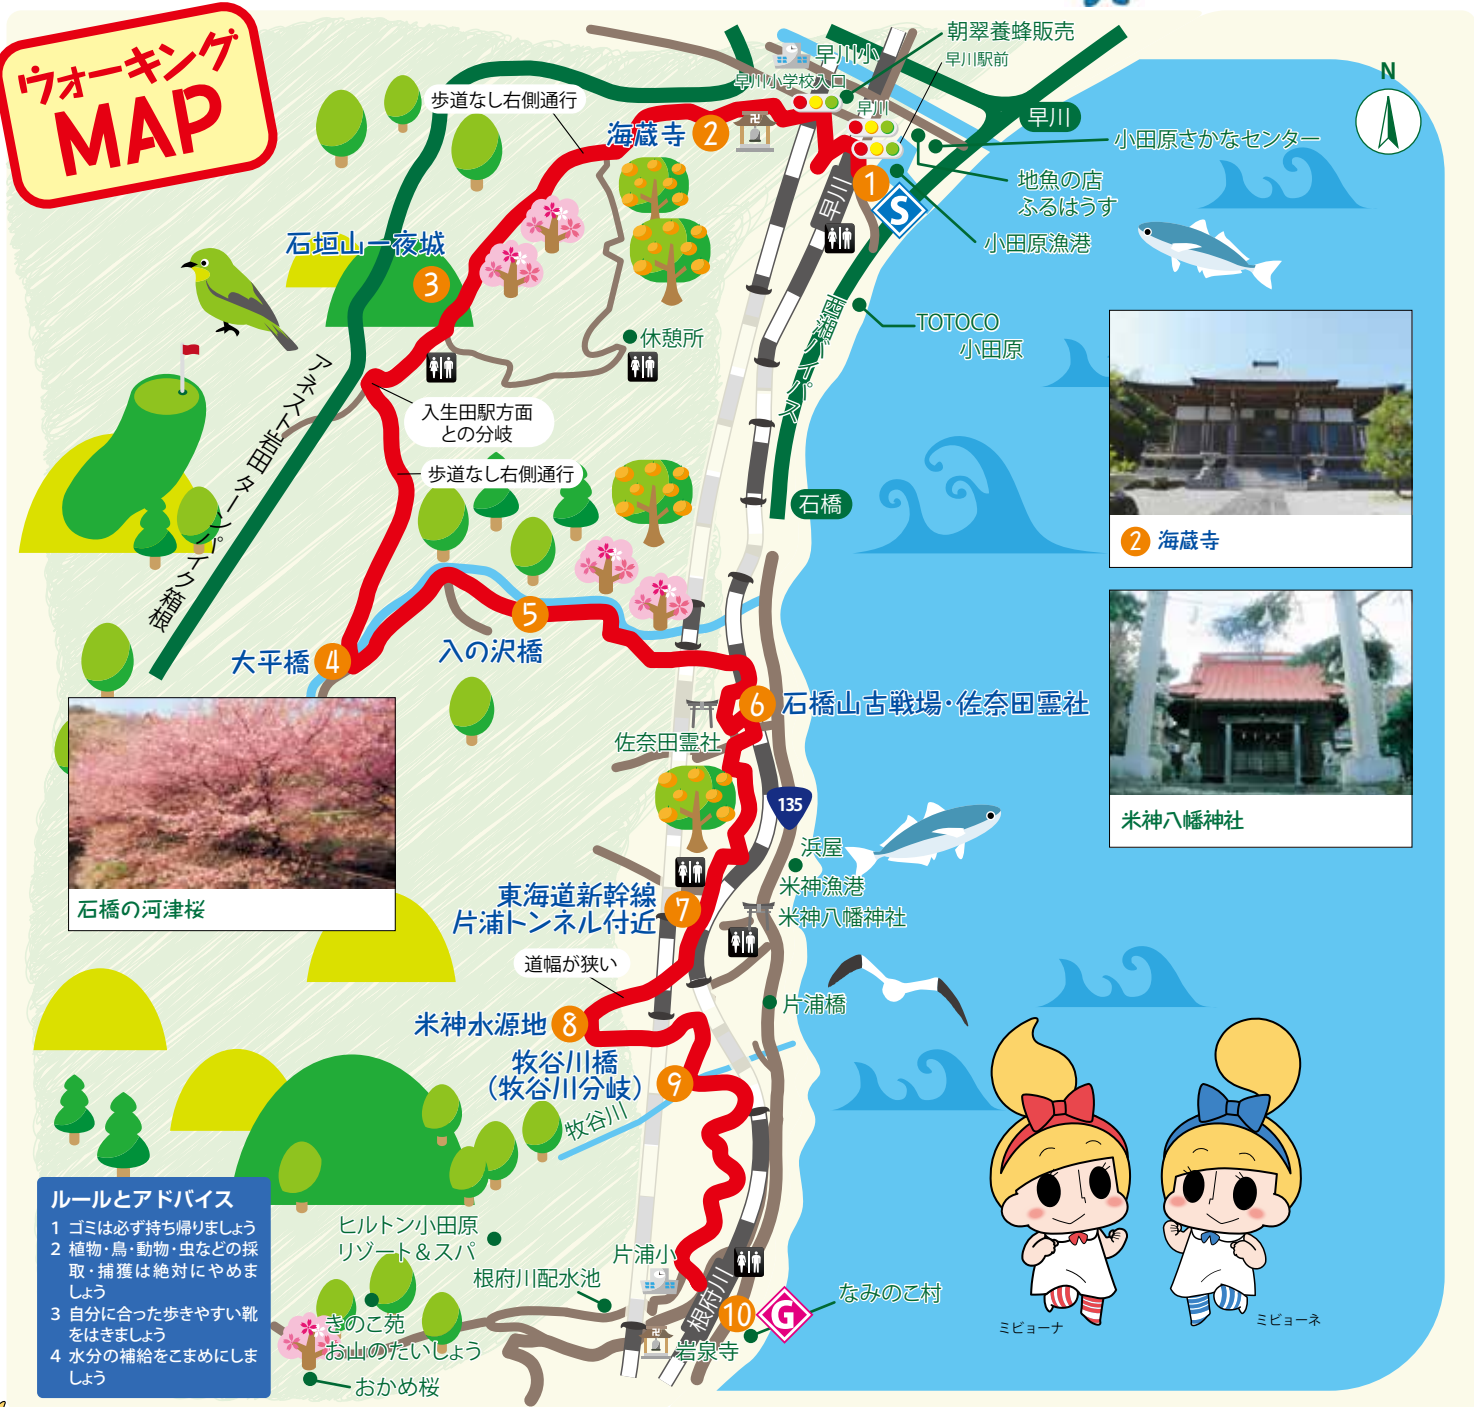 ウォーキング
MAP
朝翠養蜂販売
早川小
早川駅前
早川小学校入口
早川
N
歩道なし右側通行
海蔵寺
2
卍
早川
小田原さかなセンター
地魚の店
ふるはうす
小田原漁港
1
S
早川
石垣山一夜城
3
西湘バイパス
TOTOCO
小田原
休憩所
アネスト岩田ターンパイク箱根
入生田駅方面
との分岐
歩道なし右側通行
石橋
2 海蔵寺
5
入の沢橋
大平橋
4
6
石橋山古戦場・佐奈田霊社
佐奈田霊社
135
米神八幡神社
浜屋
米神漁港
米神八幡神社
石橋の河津桜
東海道新幹線
片浦トンネル付近
7
道幅が狭い
片浦橋
米神水源地
8
牧谷川橋
(牧谷川分岐)
9
牧谷川
ルールとアドバイス
1 ゴミは必ず持ち帰りましょう
2 植物・鳥・動物・虫などの採
取・捕獲は絶対にやめま
しょう
3 自分に合った歩きやすい靴
をはきましょう
4 水分の補給をこまめにしま
しょう
ヒルトン小田原
リゾート＆スパ
片浦小
根府川配水池
根府川
10
G
なみのこ村
きのこ苑
お山のたいしょう
卍
岩泉寺
おかめ桜
ミビョーナ
ミビョーネ